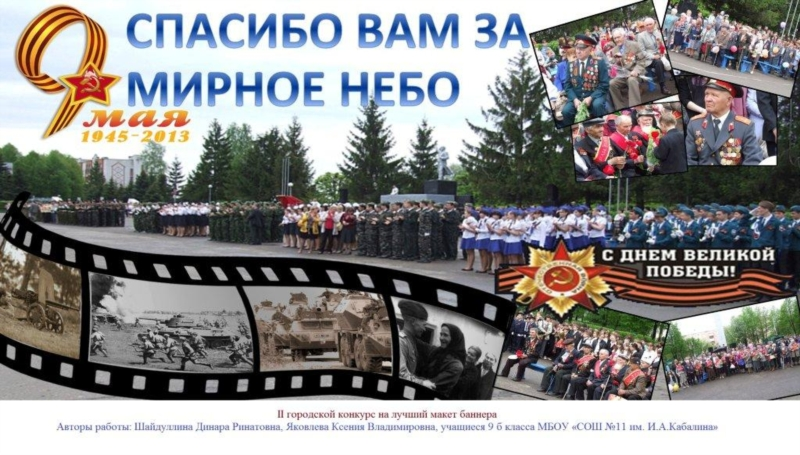 СПАСИБО ВАМ ЗА
МИРНОЕ НЕБО
9
мая
1945-2013
С ДНЕМ ВЕЛИКОЙ
ПОБЕДЫ!
II городской конкурс на лучший макет баннера
Авторы работы: Шайдуллина Динара Ринатовна, Яковлева Ксения Владимировна, учащиеся 9 б класса МБОУ «СОШ №11 им. И.А.Кабалина»